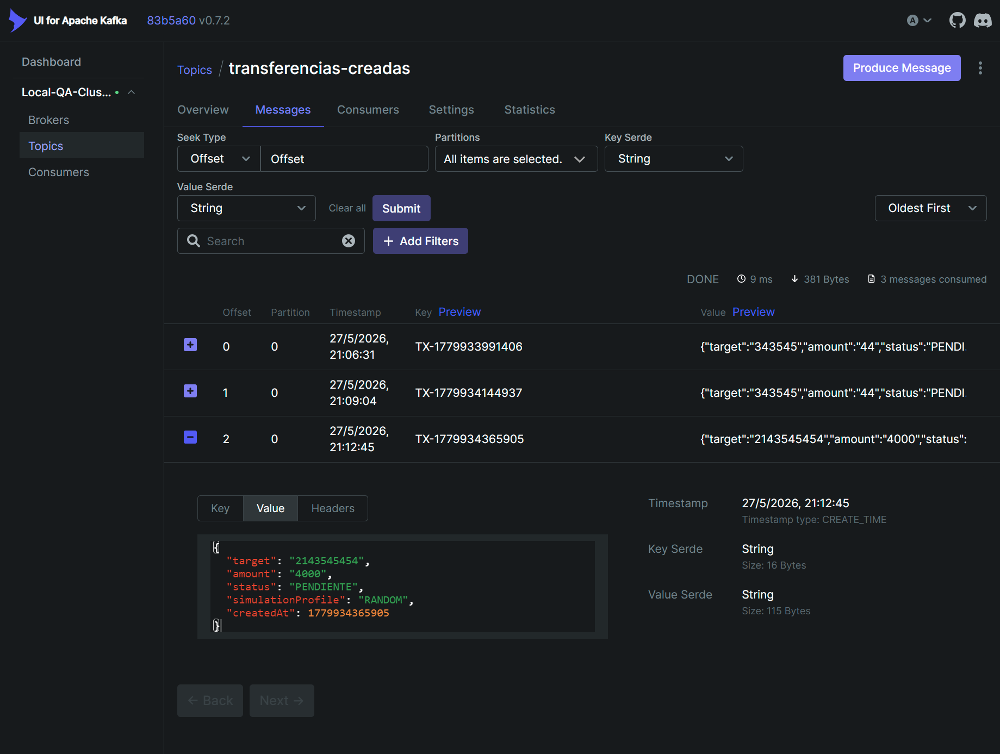 UI for Apache Kafka 83b5a60 v0.7.2
A
Dashboard
Local-QA-Clus...
Brokers
Topics
Consumers
Topics / transferencias-creadas
Produce Message
Overview Messages Consumers Settings Statistics
Seek Type Partitions Key Serde
Offset Offset All items are selected. String
Value Serde
String Clear all Submit Oldest First
Search + Add Filters
DONE 9 ms 381 Bytes 3 messages consumed
Offset Partition Timestamp Key Preview Value Preview
0 0 27/5/2026, 21:06:31 TX-1779933991406 {"target":"343545","amount":"44","status":"PENDI.
1 0 27/5/2026, 21:09:04 TX-1779934144937 {"target":"343545","amount":"44","status":"PENDI.
2 0 27/5/2026, 21:12:45 TX-1779934365905 {"target":"2143545454","amount":"4000","status":
Key Value Headers
{
"target": "2143545454",
"amount": "4000",
"status": "PENDIENTE",
"simulationProfile": "RANDOM",
"createdAt": 1779934365905
}
Timestamp 27/5/2026, 21:12:45
Timestamp type: CREATE_TIME
Key Serde String
Size: 16 Bytes
Value Serde String
Size: 115 Bytes
← Back Next →